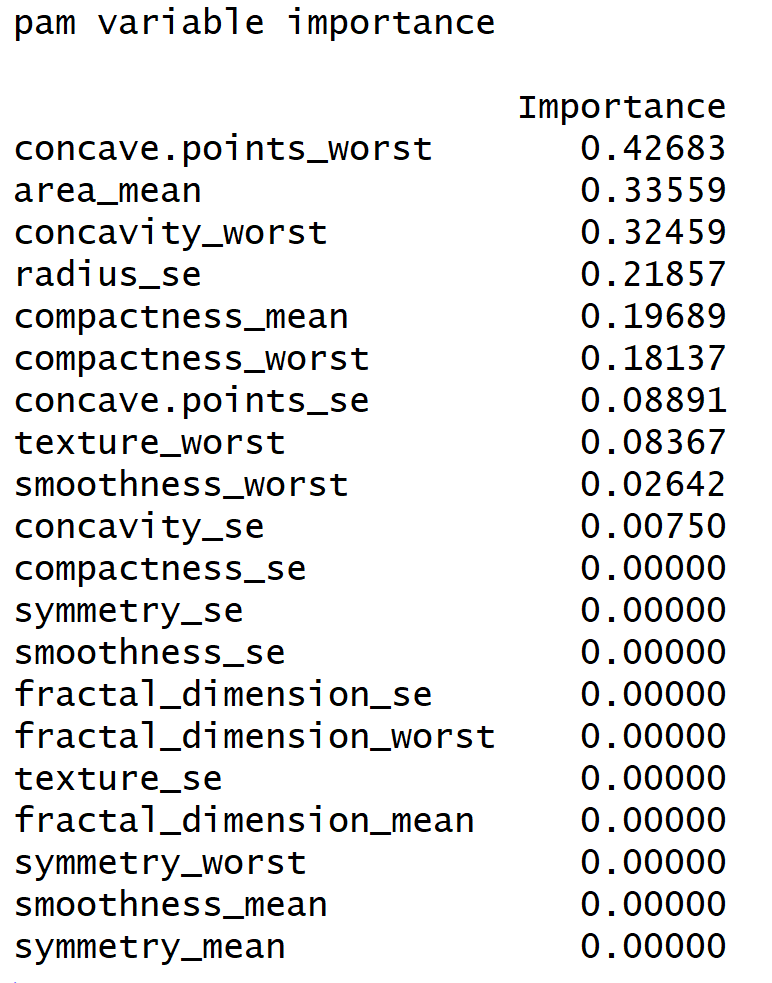 pam variable importance
Importance
concave.points_worst 0.42683
area_mean 0.33559
concavity_worst 0.32459
radius_se 0.21857
compactness_mean 0.19689
compactness_worst 0.18137
concave.points_se 0.08891
texture_worst 0.08367
smoothness_worst 0.02642
concavity_se 0.00750
compactness_se 0.00000
symmetry_se 0.00000
smoothness_se 0.00000
fractal_dimension_se 0.00000
fractal_dimension_worst 0.00000
texture_se 0.00000
fractal_dimension_mean 0.00000
symmetry_worst 0.00000
smoothness_mean 0.00000
symmetry_mean 0.00000